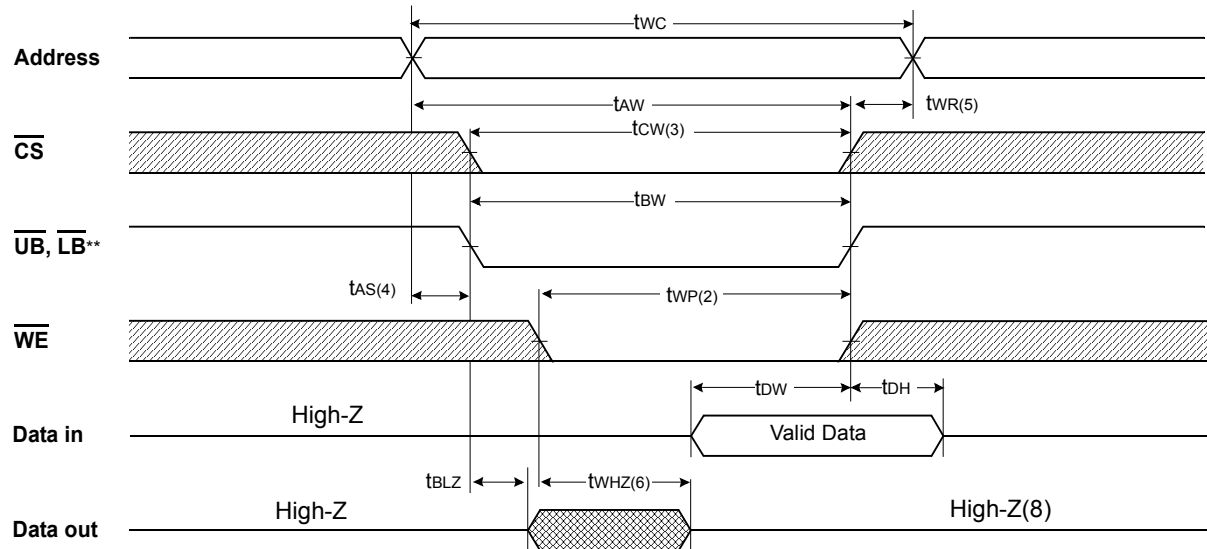 tWC
Address
tAW
tWR(5)
tCW(3)
CS
tBW
UB, LB**
tAS(4)
tWP(2)
WE
tDW
tDH
High-Z
Data in
Valid Data
tBLZ
tWHZ(6)
High-Z
High-Z(8)
Data out